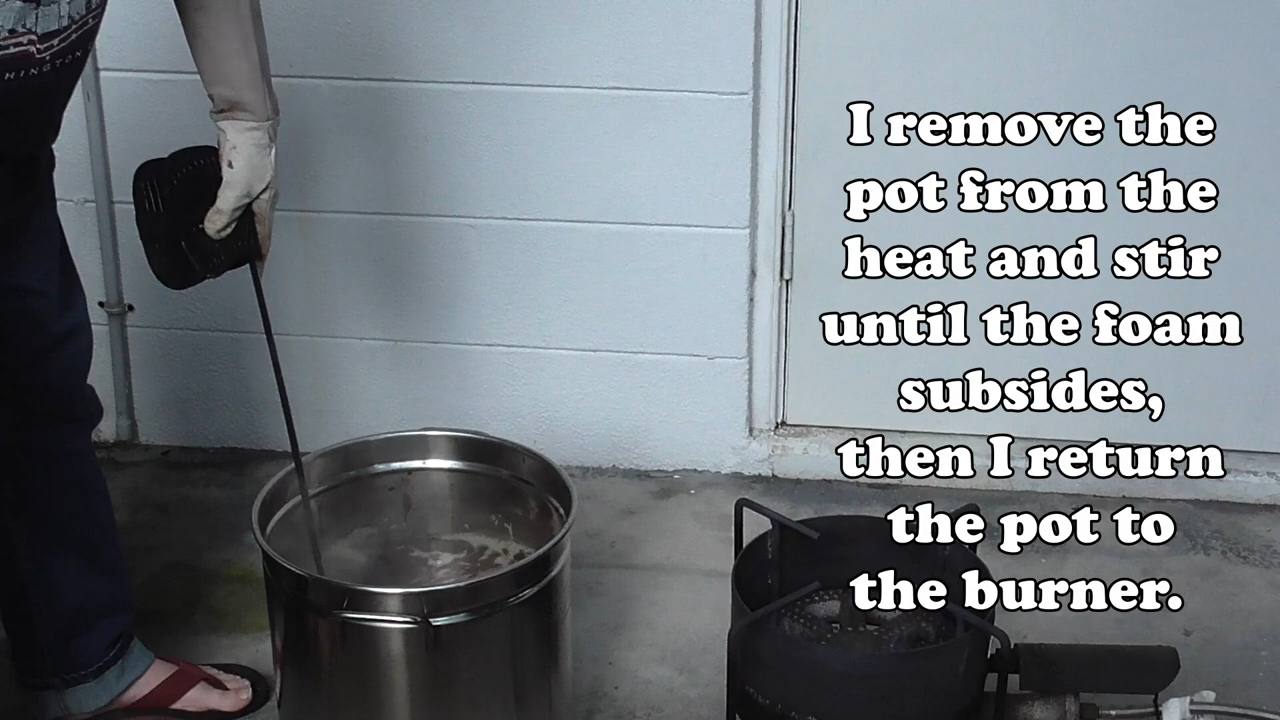 HINGTON
I remove the
pot from the
heat and stir
until the foam
subsides,
then I return
the pot to
the burner.